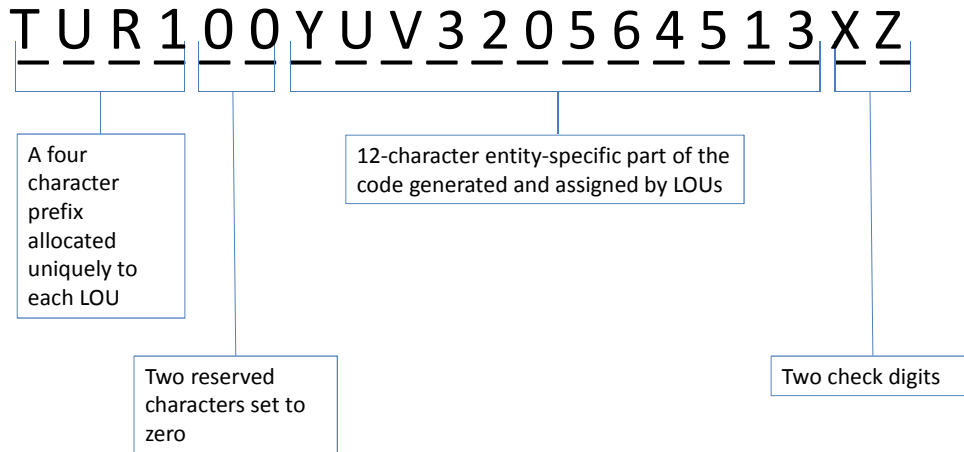 T U R 1 0 0 Y U V 3 2 0 5 6 4 5 1 3 X Z
A four
character
prefix
allocated
uniquely to
each LOU
12-character entity-specific part of the
code generated and assigned by LOUs
Two reserved
characters set to
zero
Two check digits